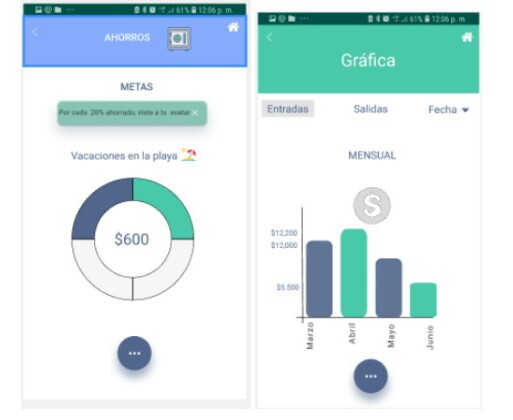 61% 12:06 p. m.
AHORROS
METAS
Por cada 20% ahorrado, viste a tu avatar
Vacaciones en la playa
$600
61% 12:06 p. m.
Gráfica
Entradas
Salidas
Fecha
MENSUAL
$
$12,200
$12,000
$5,500
Marzo
Abril
Mayo
Junio